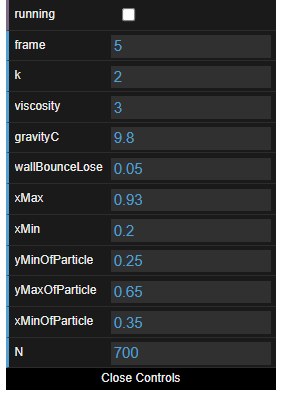 running
frame 5
k 2
viscosity 3
gravityC 9.8
wallBounceLose 0.05
xMax 0.93
xMin 0.2
yMinOfParticle 0.25
yMaxOfParticle 0.65
xMinOfParticle 0.35
N 700
Close Controls